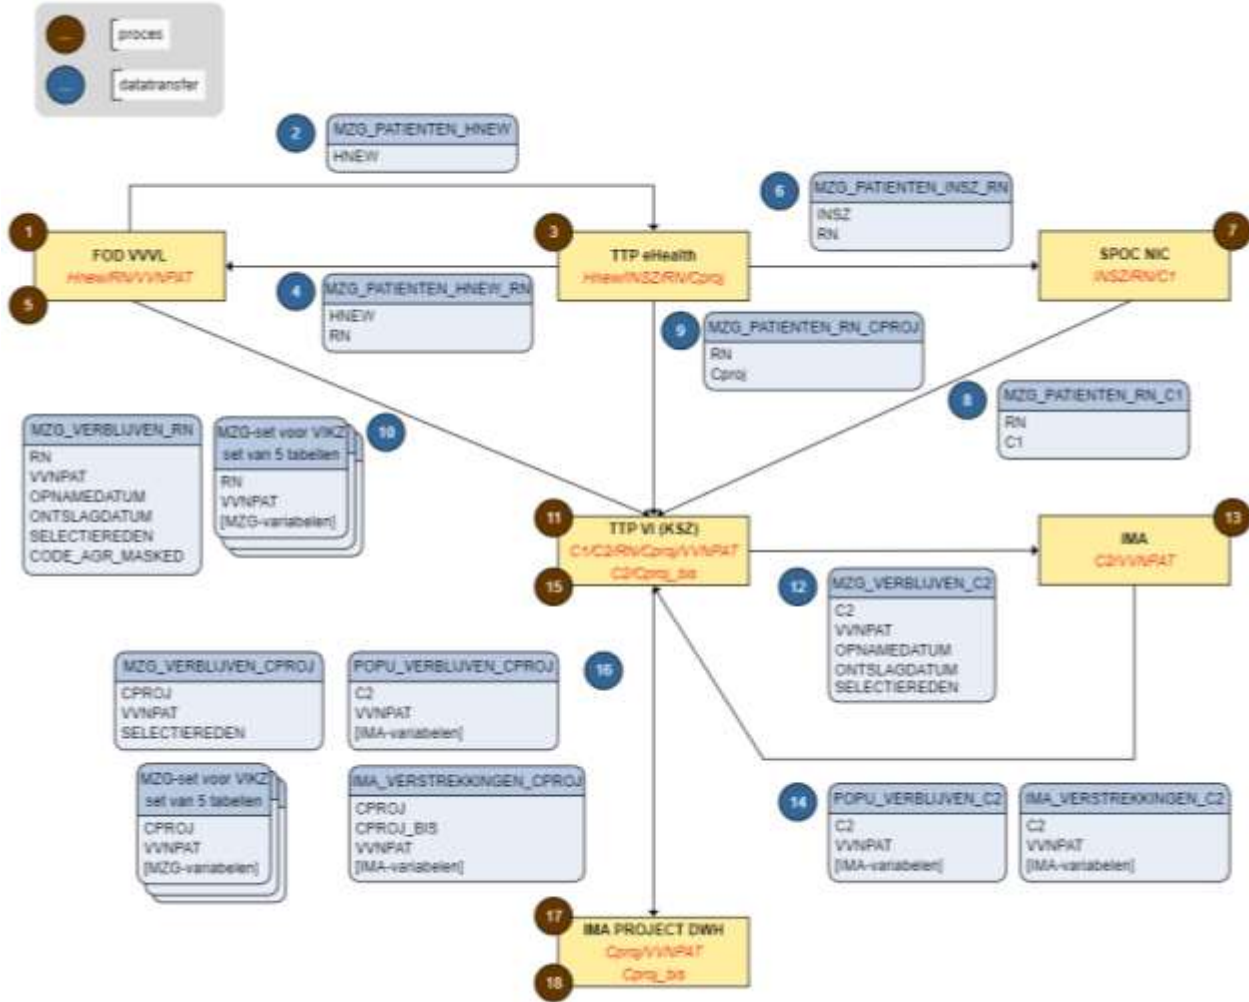 ...
proces
...
datatransfer
2
MZG_PATIENTEN_HNEW
HNEW
6
MZG_PATIENTEN_INSZ_RN
INSZ
RN
1
FOD VVVL
Hnew/RN/VVNPAT
5
3
TTP eHealth
Hnew/INSZ/RN/Cproj
7
SPOC NIC
INSZ/RN/C1
4
MZG_PATIENTEN_HNEW_RN
HNEW
RN
9
MZG_PATIENTEN_RN_CPROJ
RN
Cproj
8
MZG_PATIENTEN_RN_C1
RN
C1
MZG_VERBLIJVEN_RN
RN
VVNPAT
OPNAMEDATUM
ONTSLAGDATUM
SELECTIEREDEN
CODE_AGR_MASKED
MZG-set voor VIKZ
set van 5 tabellen
RN
VVNPAT
[MZG-variabelen]
10
11
TTP VI (KSZ)
C1/C2/RN/Cproj/VVNPAT
C2/Cproj_bis
15
13
IMA
C2/VVNPAT
12
MZG_VERBLIJVEN_C2
C2
VVNPAT
OPNAMEDATUM
ONTSLAGDATUM
SELECTIEREDEN
MZG_VERBLIJVEN_CPROJ
CPROJ
VVNPAT
SELECTIEREDEN
POPU_VERBLIJVEN_CPROJ
C2
VVNPAT
[IMA-variabelen]
16
MZG-set voor VIKZ
set van 5 tabellen
CPROJ
VVNPAT
[MZG-variabelen]
IMA_VERSTREKKINGEN_CPROJ
CPROJ
CPROJ_BIS
VVNPAT
[IMA-variabelen]
14
POPU_VERBLIJVEN_C2
C2
VVNPAT
[IMA-variabelen]
IMA_VERSTREKKINGEN_C2
C2
VVNPAT
[IMA-variabelen]
17
IMA PROJECT DWH
Cproj/VVNPAT
Cproj_bis
18